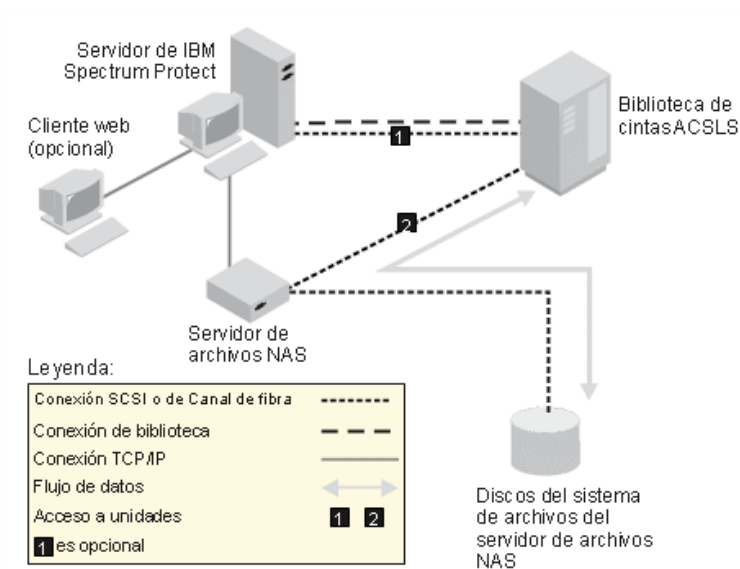 Servidor de IBM
Spectrum Protect
Cliente web
(opcional)
Biblioteca de
cintas ACSLS
1
2
Servidor de
archivos NAS
Leyenda:
Conexión SCSI o de Canal de fibra
Conexión de biblioteca
Conexión TCP/IP
Flujo de datos
Acceso a unidades 1 2
1 es opcional
Discos del sistema
de archivos del
servidor de archivos
NAS